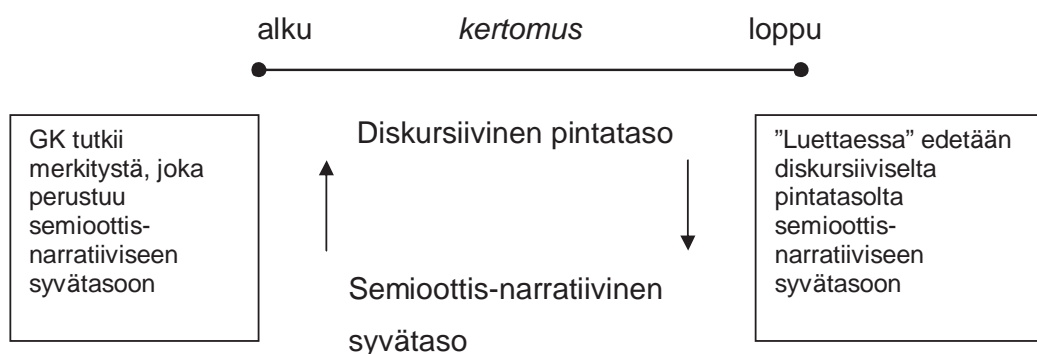 alku kertomus loppu
GK tutkii
merkitystä, joka
perustuu
semioottis-
narratiiviseen
syvätasoon
Diskursiivinen pintataso
Semioottis-narratiivinen
syvätaso
”Luettaessa” edetään
diskursiiviselta
pintatasolta
semioottis-
narratiiviseen
syvätasoon